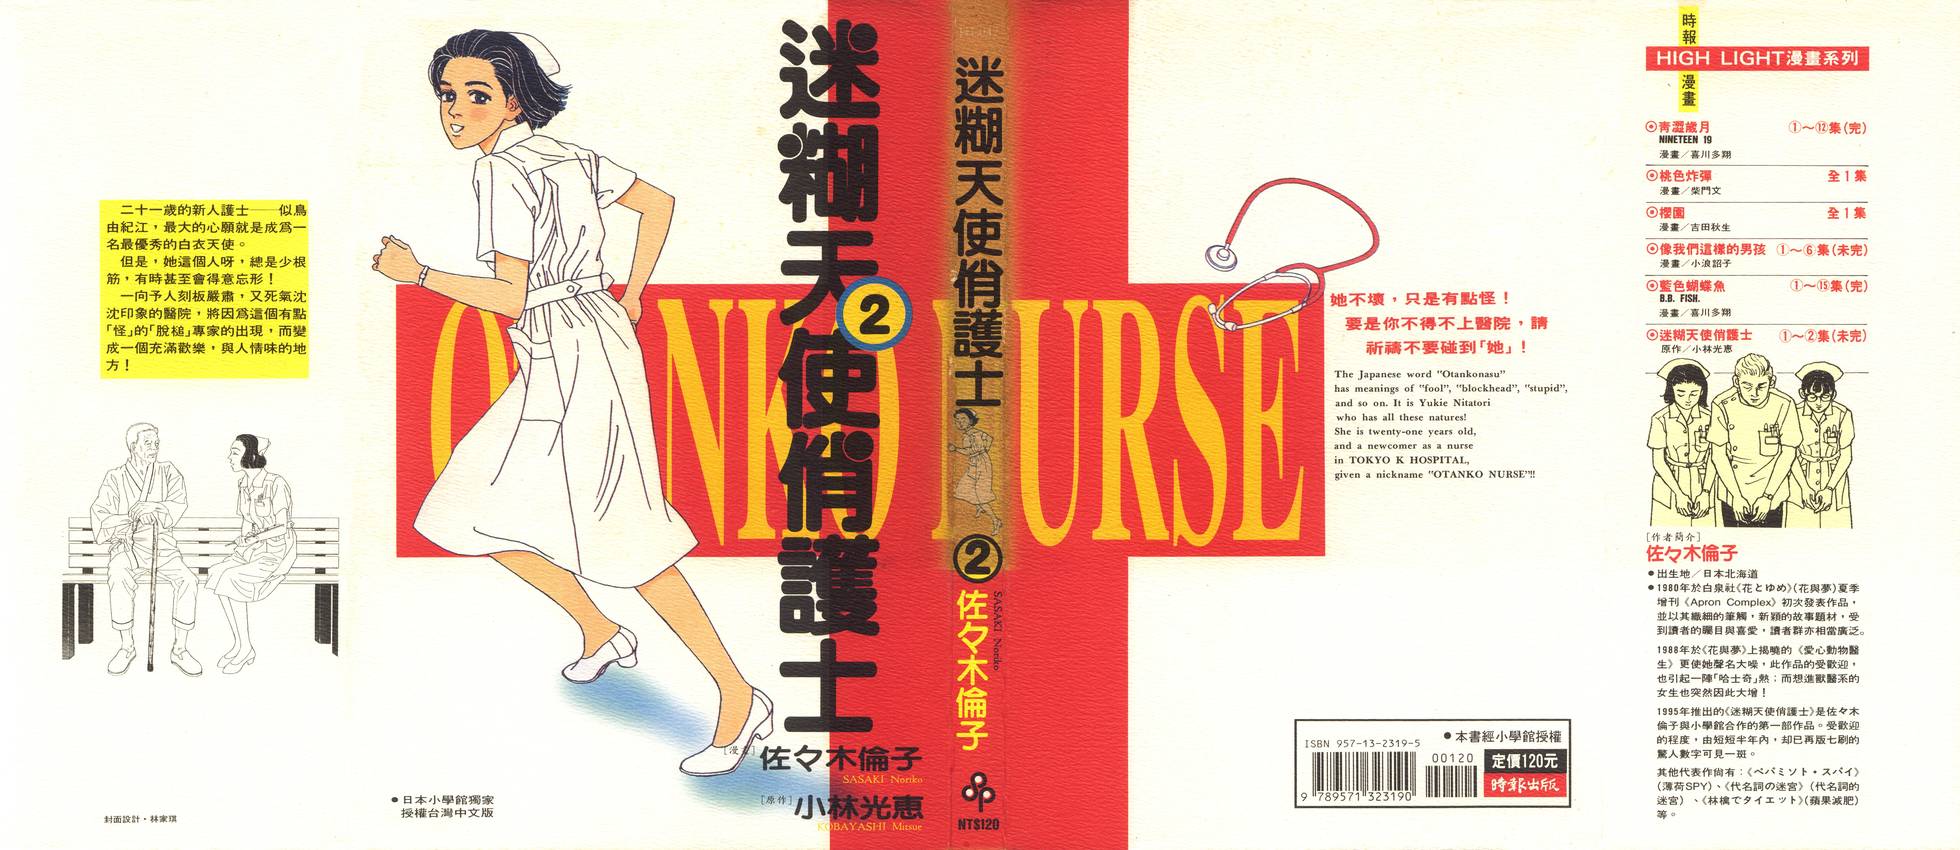 二十一歲的新人護士——似鳥
由紀江，最大的心願就是成爲一
名最優秀的白衣天使。
但是，她這個人呀，總是少根
筋，有時甚至會得意忘形！
一向予人刻板嚴肅，又死氣沈
沈印象的醫院，將因爲這個有點
「怪」的「脫槌」專家的出現，而變
成一個充滿歡樂，與人情味的地
方！
封面設計・林家琪
迷糊天使俏護士
2
OTANKO NURSE
[漫畫]佐々木倫子
SASAKI Noriko
[原作]小林光惠
KOBAYASHI Mitsue
●日本小學館獨家
授權台灣中文版
迷糊天使俏護士
2
佐々木倫子
SASAKI Noriko
NT$120
她不壞，只是有點怪！
要是你不得不上醫院，請
祈禱不要碰到「她」！
The Japanese word "Otankonasu"
has meanings of "fool", "blockhead", "stupid",
and so on. It is Yukie Nitatori
who has all these natures!
She is twenty-one years old,
and a newcomer as a nurse
in TOKYO K HOSPITAL,
given a nickname "OTANKO NURSE"!!
ISBN 957-13-2319-5
9 789571 323190
00120
●本書經小學館授權
定價120元
時報出版
時報漫畫
HIGH LIGHT漫畫系列
⊙青澀歲月 ①～⑫集(完)
NINETEEN 19
漫畫／喜川多翔
⊙桃色炸彈 全1集
漫畫／柴門文
⊙櫻園 全1集
漫畫／吉田秋生
⊙像我們這樣的男孩 ①～⑥集(未完)
漫畫／小浪詔子
⊙藍色蝴蝶魚 ①～⑮集(完)
B.B. FISH.
漫畫／喜川多翔
⊙迷糊天使俏護士 ①～②集(未完)
原作／小林光惠
[作者簡介]
佐々木倫子
●出生地／日本北海道
●1980年於白泉社《花とゆめ》(花與夢)夏季
增刊《Apron Complex》初次發表作品，
並以其纖細的筆觸，新穎的故事題材，受
到讀者的矚目與喜愛，讀者群亦相當廣泛。
1988年於《花與夢》上揭曉的《愛心動物醫
生》更使她聲名大噪，此作品的受歡迎，
也引起一陣「哈士奇」熱；而想進獸醫系的
女生也突然因此大增！
1995年推出的《迷糊天使俏護士》是佐々木
倫子與小學館合作的第一部作品。受歡迎
的程度，由短短半年內，却已再版七刷的
驚人數字可見一斑。
其他代表作尙有：《ペパミント・スパイ》
(薄荷SPY)、《代名詞の迷宮》(代名詞的
迷宮)、《林檎でダイエット》(蘋果減肥)
等。